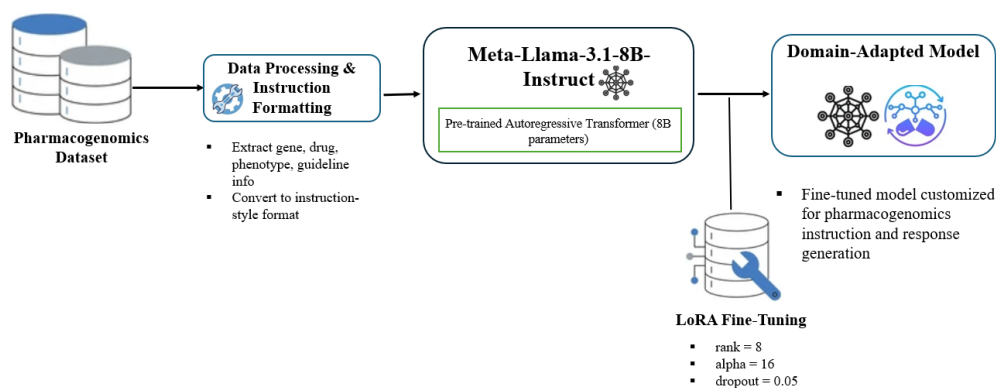 Pharmacogenomics
Dataset
Data Processing &
Instruction
Formatting
▪ Extract gene, drug,
phenotype, guideline
info
▪ Convert to instruction-
style format
Meta-Llama-3.1-8B-
Instruct
Pre-trained Autoregressive Transformer (8B
parameters)
LoRA Fine-Tuning
▪ rank = 8
▪ alpha = 16
▪ dropout = 0.05
Domain-Adapted Model
▪ Fine-tuned model customized
for pharmacogenomics
instruction and response
generation